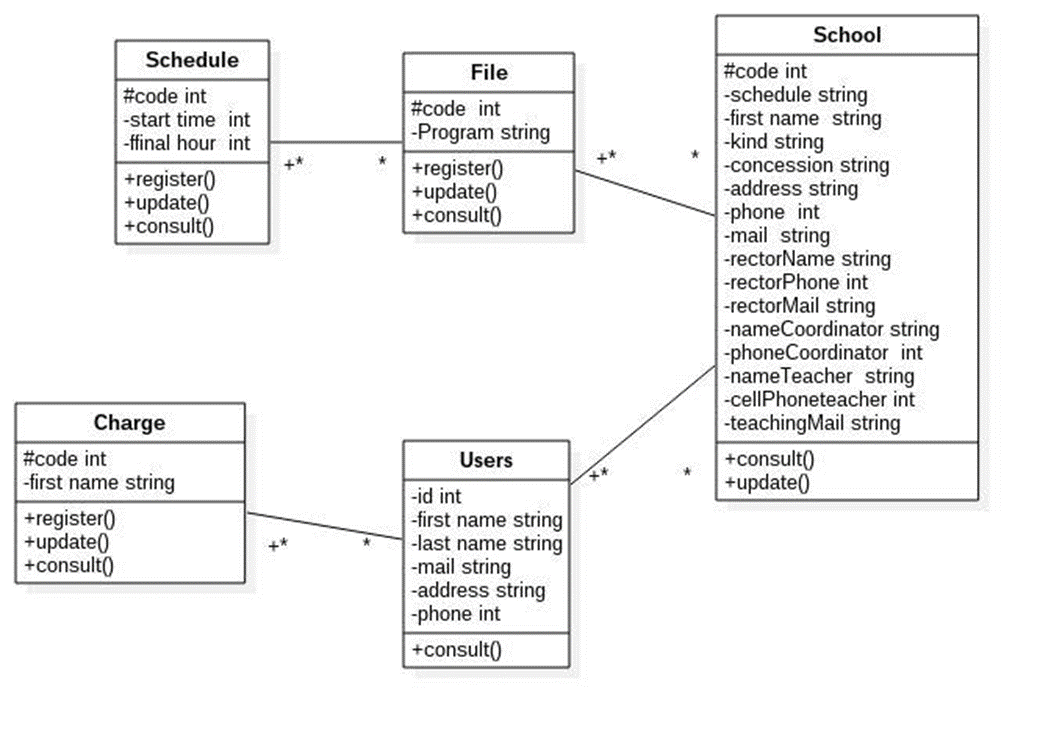 Schedule
#code int
-start time  int
-ffinal hour  int
+register()
+update()
+consult()
+*
*
File
#code  int
-Program string
+register()
+update()
+consult()
+*
*
School
#code int
-schedule string
-first name  string
-kind string
-concession string
-address string
-phone  int
-mail  string
-rectorName string
-rectorPhone int
-rectorMail string
-nameCoordinator string
-phoneCoordinator  int
-nameTeacher  string
-cellPhoneteacher int
-teachingMail string
+consult()
+update()
Charge
#code int
-first name string
+register()
+update()
+consult()
+*
*
Users
-id int
-first name string
-last name string
-mail string
-address string
-phone int
+consult()
+*
*